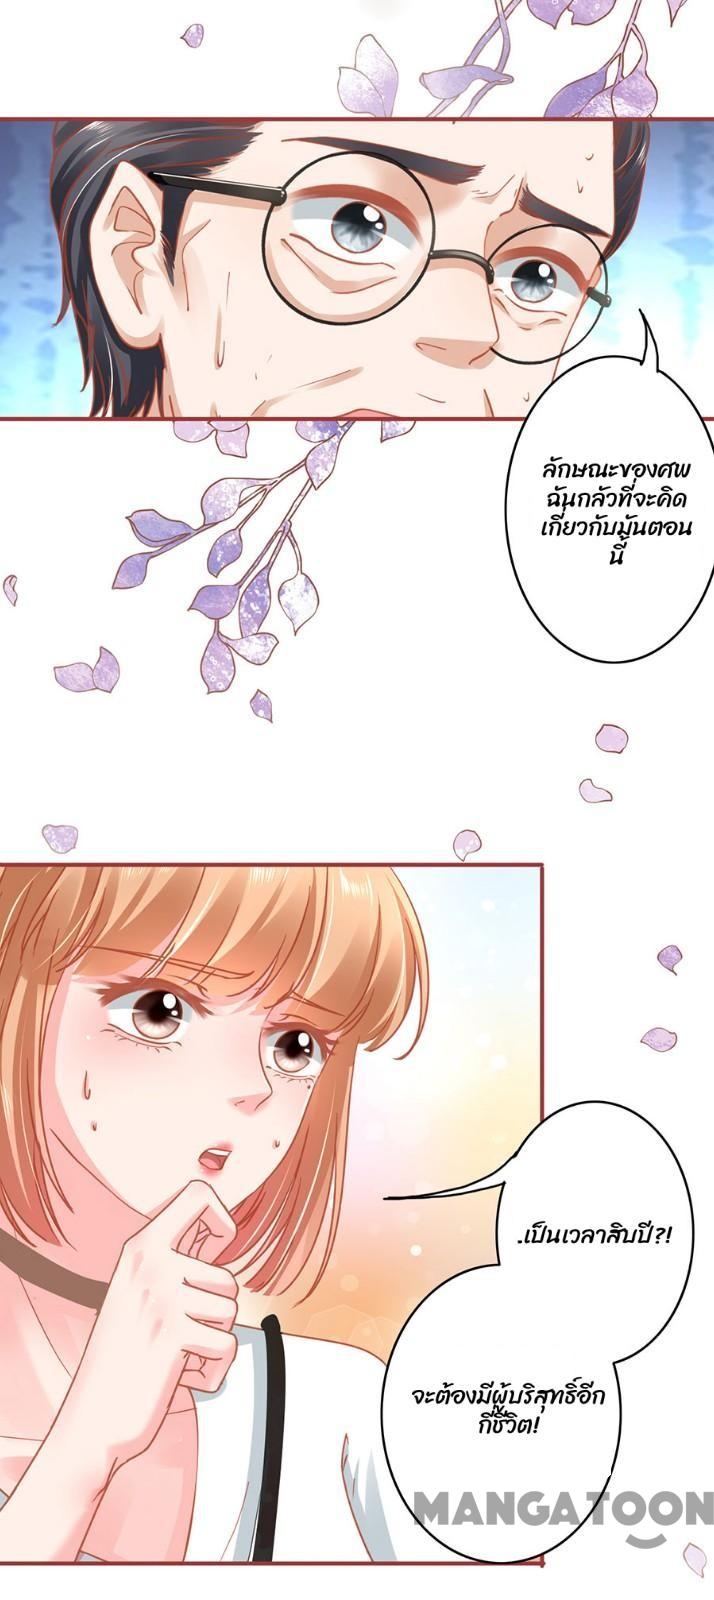 ลักษณะของศพ
ฉันกลัวที่จะคิด
เกี่ยวกับมันตอน
นี้
.เป็นเวลาสิบปี?!
จะต้องมีผู้บริสุทธิ์อีก
กี่ชีวิต!
MANGATOON